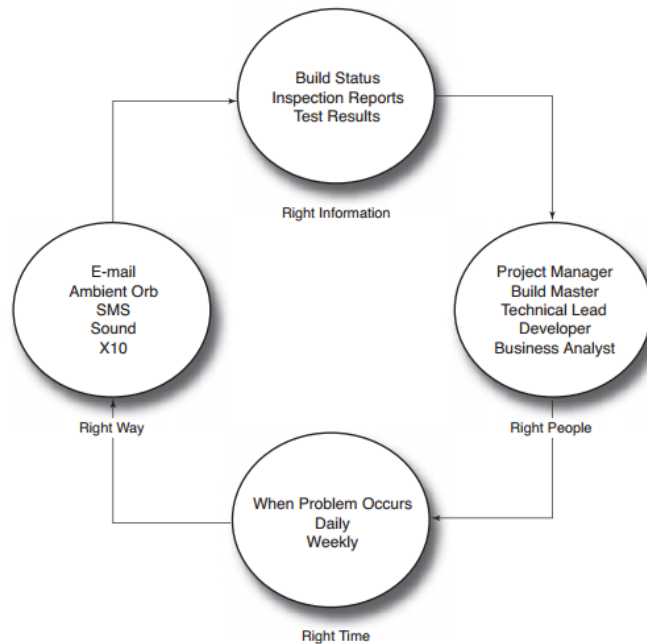 Build Status
Inspection Reports
Test Results
Right Information
E-mail
Ambient Orb
SMS
Sound
X10
Right Way
Project Manager
Build Master
Technical Lead
Developer
Business Analyst
Right People
When Problem Occurs
Daily
Weekly
Right Time